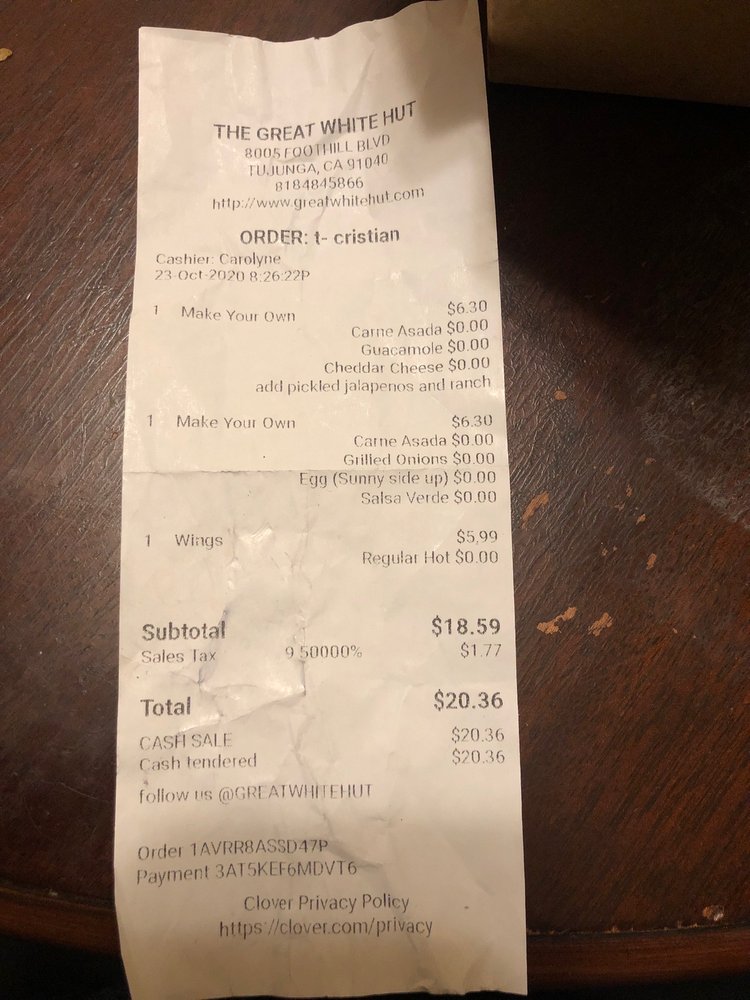 THE GREAT WHITE HUT
8005 FOOTHILL BLVD
TUJUNGA, CA 91040
8184845866
http://www.greatwhitehut.com
ORDER: t- cristian
Cashier: Carolyne
23-Oct-2020 8:26:22P
1 Make Your Own $6.30
Carne Asada $0.00
Guacamole $0.00
Cheddar Cheese $0.00
add pickled jalapenos and ranch
1 Make Your Own $6.30
Carne Asada $0.00
Grilled Onions $0.00
Egg (Sunny side up) $0.00
Salsa Verde $0.00
1 Wings $5.99
Regular Hot $0.00
Subtotal $18.59
Sales Tax 9.50000% $1.77
Total $20.36
CASH SALE $20.36
Cash tendered $20.36
follow us @GREATWHITEHUT
Order 1AVRR8ASSD47P
Payment 3AT5KEF6MDVT6
Clover Privacy Policy
https://clover.com/privacy